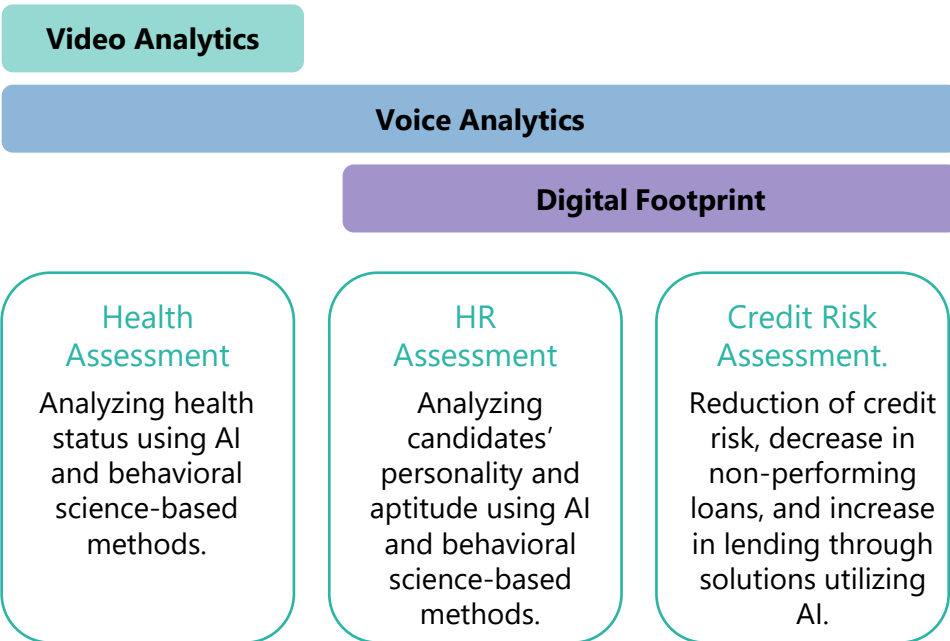 Video Analytics
Voice Analytics
Digital Footprint
Health
Assessment
Analyzing health
status using AI
and behavioral
science-based
methods.
HR
Assessment
Analyzing
candidates’
personality and
aptitude using AI
and behavioral
science-based
methods.
Credit Risk
Assessment.
Reduction of credit
risk, decrease in
non-performing
loans, and increase
in lending through
solutions utilizing
AI.